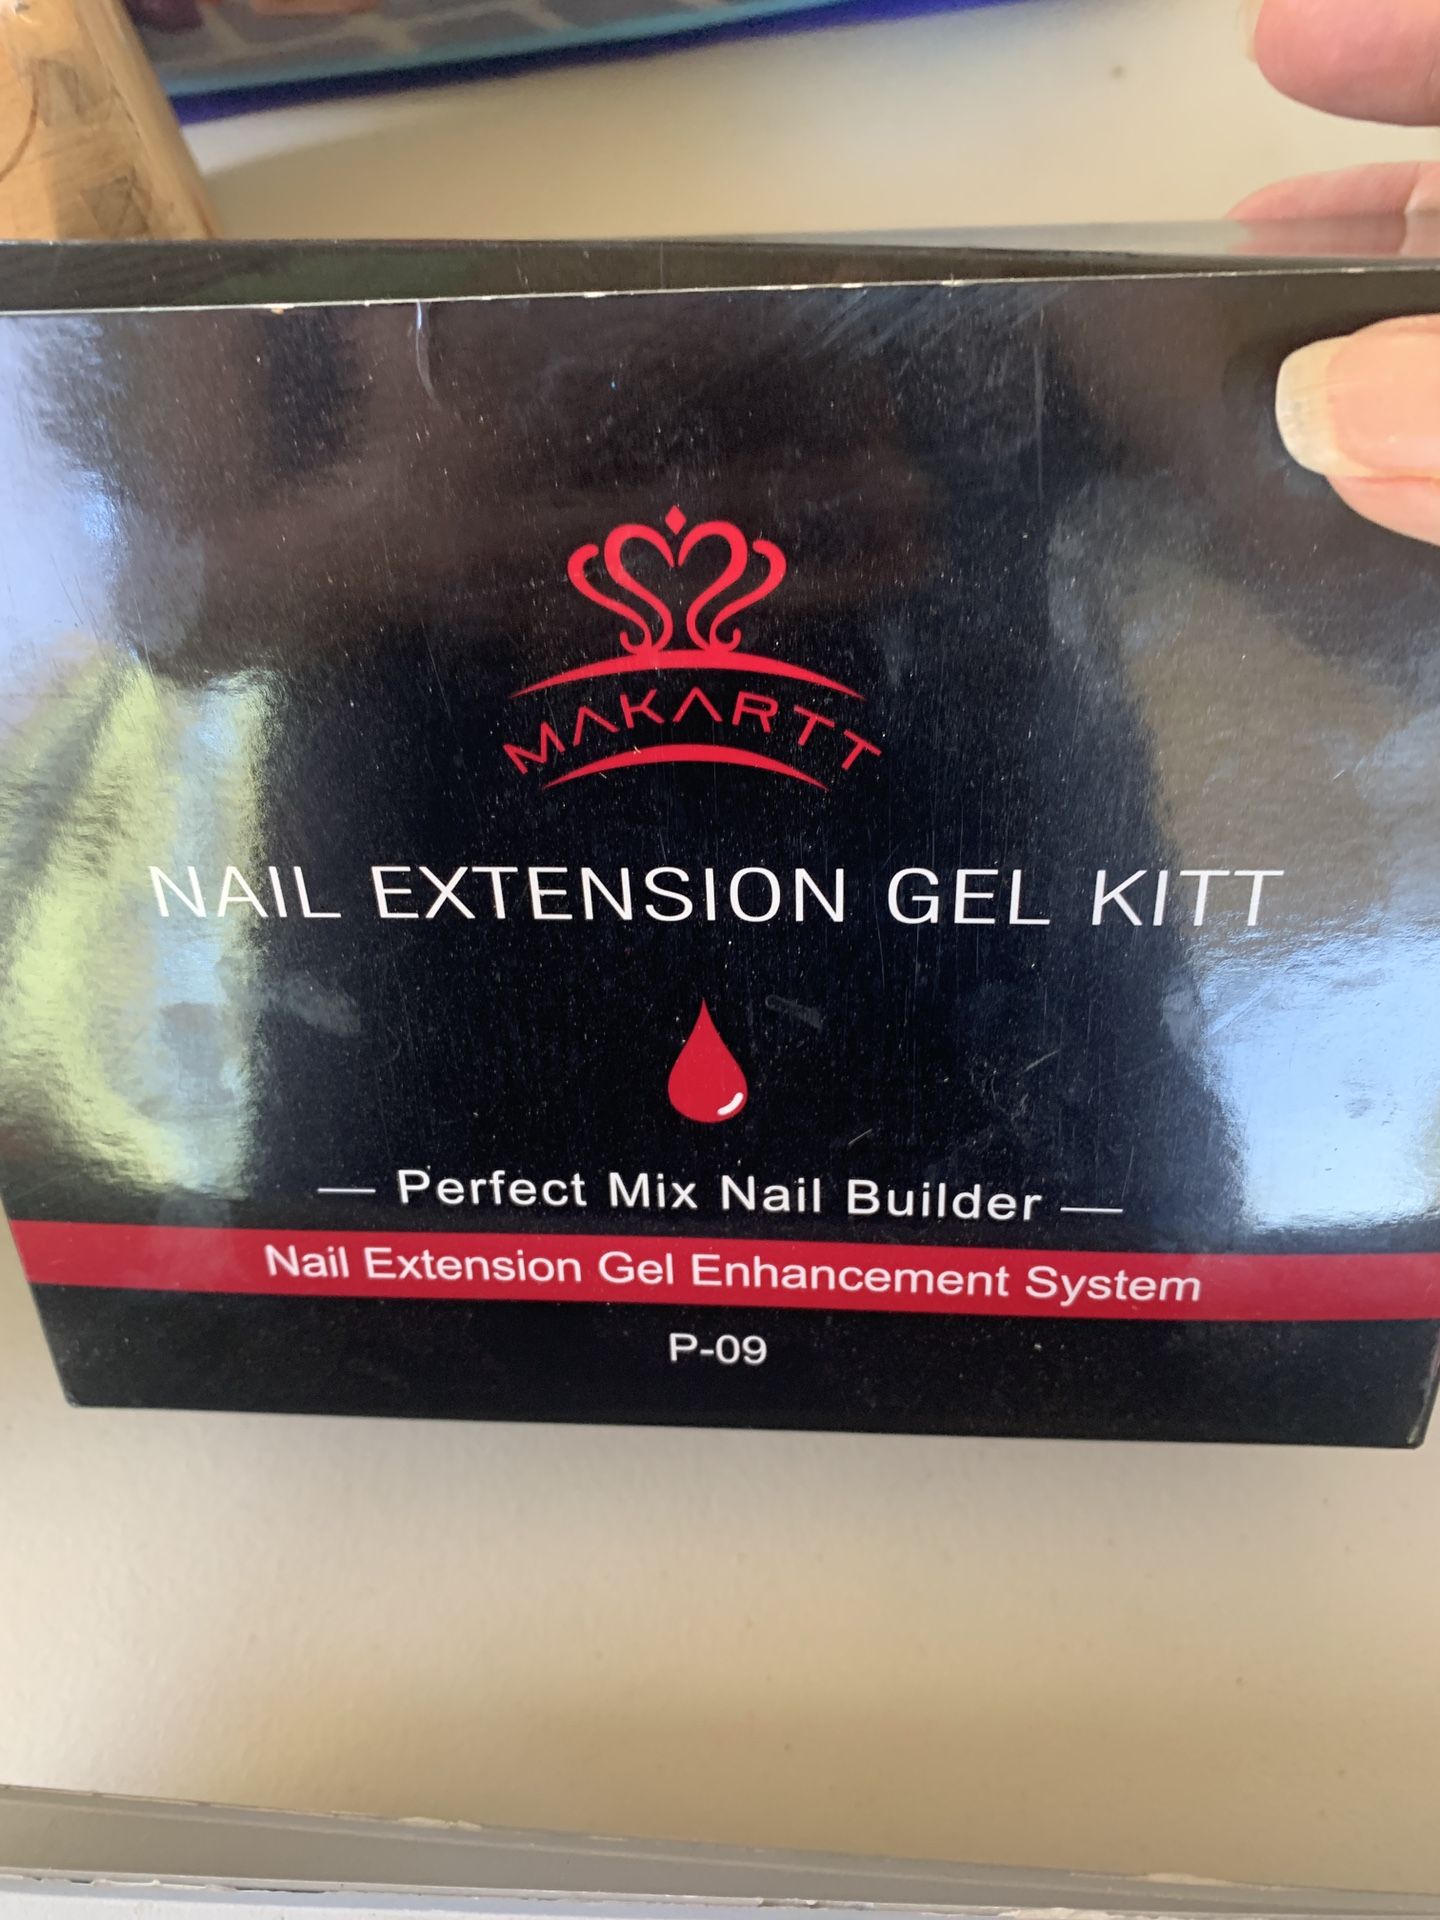 MAKARTT
NAIL EXTENSION GEL KITT
— Perfect Mix Nail Builder —
Nail Extension Gel Enhancement System
P-09